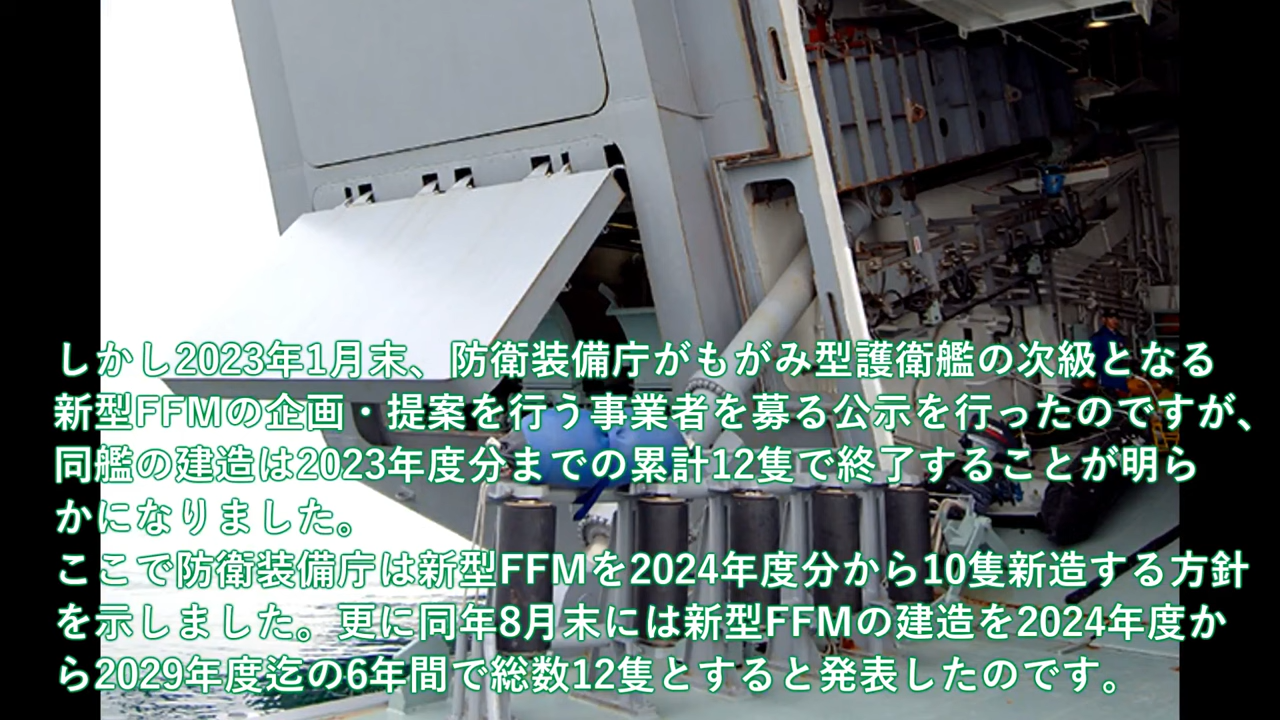 しかし2023年1月末、防衛装備庁がもがみ型護衛艦の次級となる
新型FFMの企画・提案を行う事業者を募る公示を行ったのですが、
同艦の建造は2023年度分までの累計12隻で終了することが明ら
かになりました。
ここで防衛装備庁は新型FFMを2024年度分から10隻新造する方針
を示しました。更に同年8月末には新型FFMの建造を2024年度か
ら2029年度迄の6年間で総数12隻とすると発表したのです。